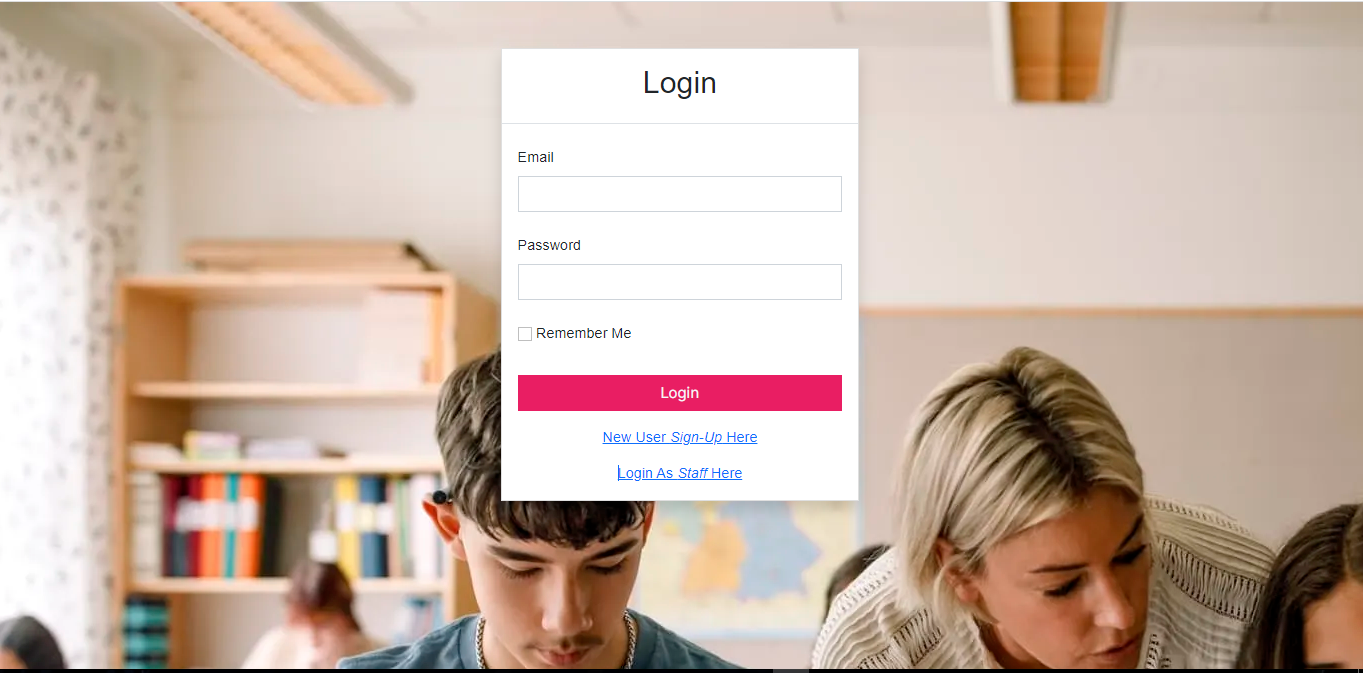 Login
Email
Password
Remember Me
Login
New User Sign-Up Here
Login As Staff Here